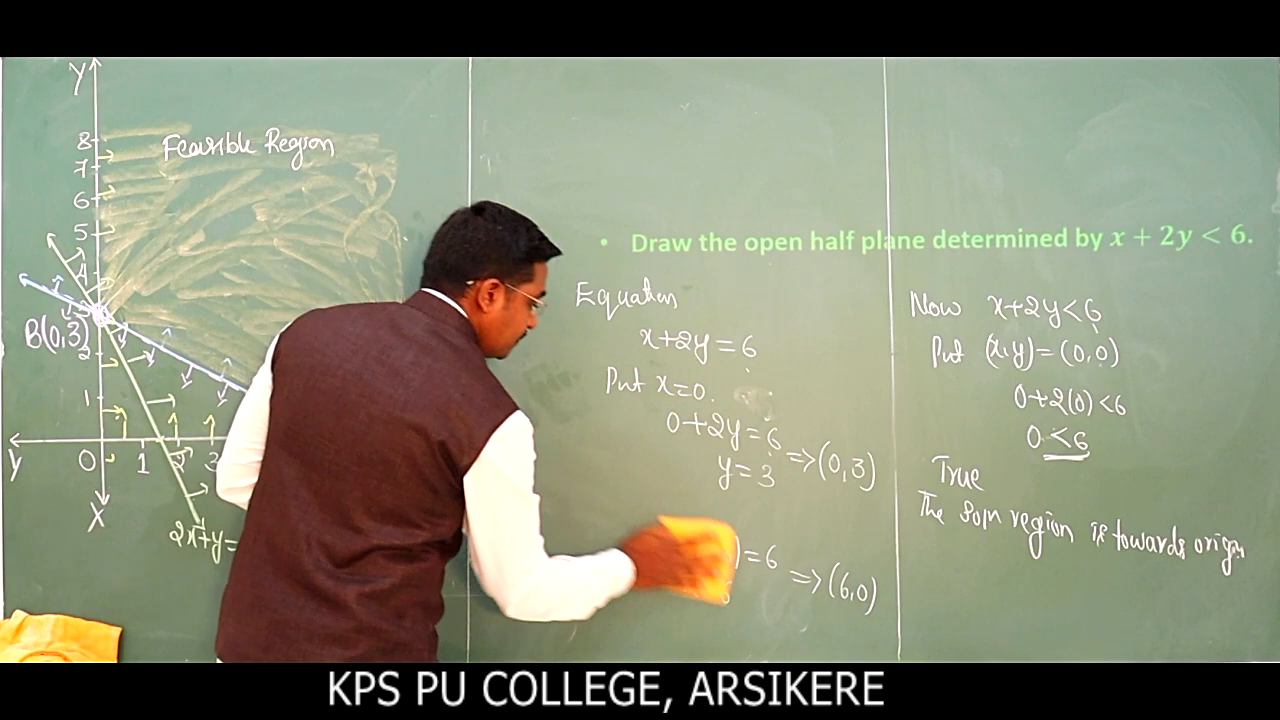 Y
8
7
6
5
4
B(0,3)
2
1
Y
0
1
2
3
X
2x+y=
Feasible Region
• Draw the open half plane determined by x + 2y < 6.
Equation
x+2y=6
Put x=0.
0+2y=6
y=3 => (0,3)
)=6
=> (6,0)
Now x+2y<6
Put (x,y)=(0,0)
0+2(0)<6
0<6
True
The soln region is towards origin
KPS PU COLLEGE, ARSIKERE